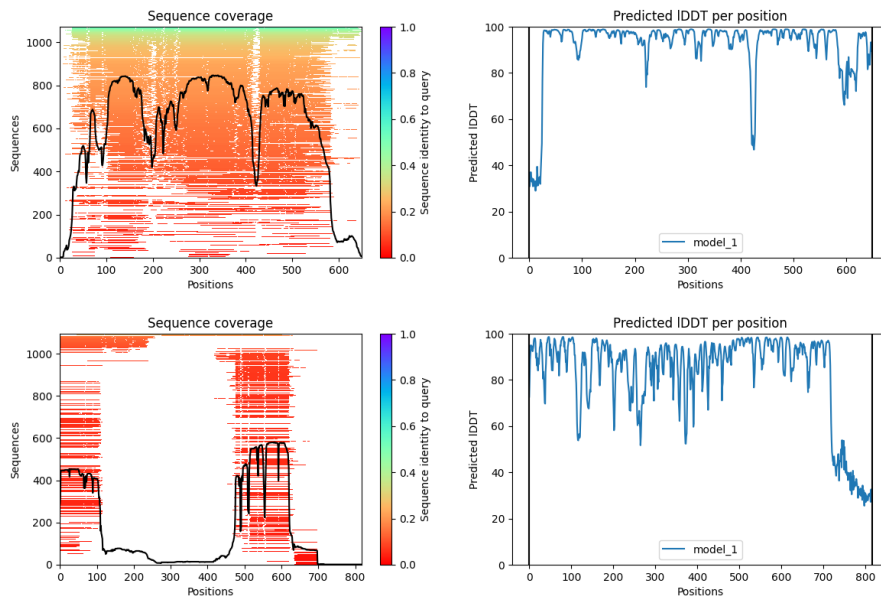 Sequence coverage
Sequences
1000
800
600
400
200
0
0 100 200 300 400 500 600
Positions
1.0
0.8
0.6
0.4
0.2
0.0
Sequence identity to query
Predicted lDDT per position
Predicted lDDT
100
80
60
40
20
0
model_1
0 100 200 300 400 500 600
Positions
Sequence coverage
Sequences
1000
800
600
400
200
0
0 100 200 300 400 500 600 700 800
Positions
1.0
0.8
0.6
0.4
0.2
0.0
Sequence identity to query
Predicted lDDT per position
Predicted lDDT
100
80
60
40
20
0
model_1
0 100 200 300 400 500 600 700 800
Positions